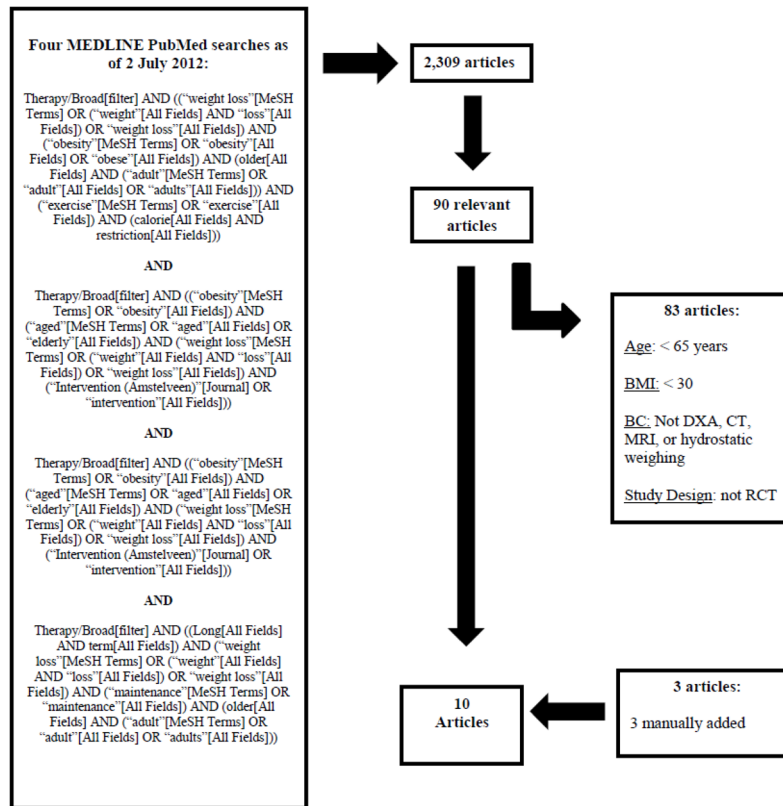 Four MEDLINE PubMed searches as
of 2 July 2012:
Therapy/Broad[filter] AND ((“weight loss”[MeSH
Terms] OR (“weight”[All Fields] AND “loss”[All
Fields]) OR “weight loss”[All Fields]) AND
(“obesity”[MeSH Terms] OR “obesity”[All
Fields] OR “obese”[All Fields]) AND (older[All
Fields] AND (“adult”[MeSH Terms] OR
“adult”[All Fields] OR “adults”[All Fields])) AND
(“exercise”[MeSH Terms] OR “exercise”[All
Fields]) AND (calorie[All Fields] AND
restriction[All Fields]))
AND
Therapy/Broad[filter] AND ((“obesity”[MeSH
Terms] OR “obesity”[All Fields]) AND
(“aged”[MeSH Terms] OR “aged”[All Fields] OR
“elderly”[All Fields]) AND (“weight loss”[MeSH
Terms] OR (“weight”[All Fields] AND “loss”[All
Fields]) OR “weight loss”[All Fields]) AND
(“Intervention (Amstelveen)”[Journal] OR
“intervention”[All Fields]))
AND
Therapy/Broad[filter] AND ((“obesity”[MeSH
Terms] OR “obesity”[All Fields]) AND
(“aged”[MeSH Terms] OR “aged”[All Fields] OR
“elderly”[All Fields]) AND (“weight loss”[MeSH
Terms] OR (“weight”[All Fields] AND “loss”[All
Fields]) OR “weight loss”[All Fields]) AND
(“Intervention (Amstelveen)”[Journal] OR
“intervention”[All Fields]))
AND
Therapy/Broad[filter] AND ((Long[All Fields]
AND term[All Fields]) AND (“weight
loss”[MeSH Terms] OR (“weight”[All Fields]
AND “loss”[All Fields]) OR “weight loss”[All
Fields]) AND (“maintenance”[MeSH Terms] OR
“maintenance”[All Fields]) AND (older[All
Fields] AND (“adult”[MeSH Terms] OR
“adult”[All Fields] OR “adults”[All Fields]))
2,309 articles
90 relevant
articles
83 articles:
Age: < 65 years
BMI: < 30
BC: Not DXA, CT,
MRI, or hydrostatic
weighing
Study Design: not RCT
10
Articles
3 articles:
3 manually added